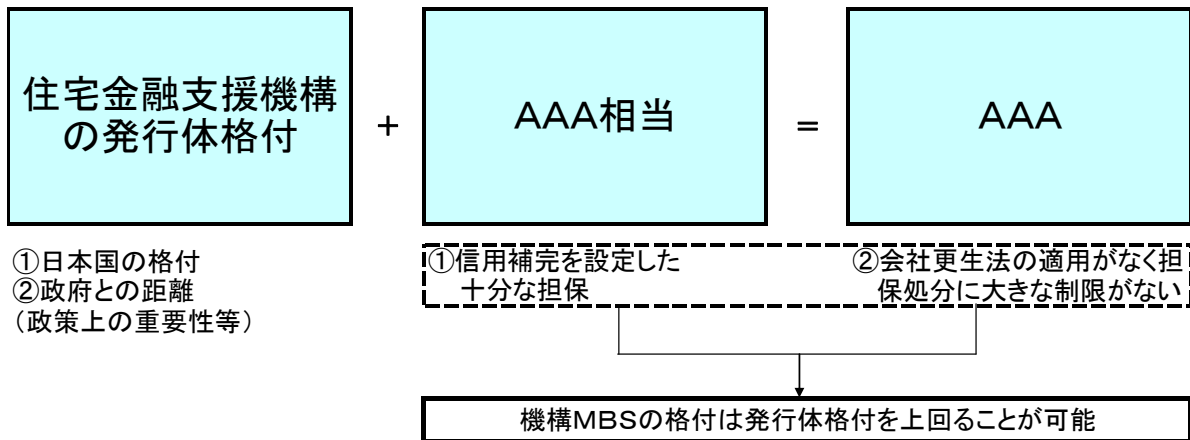 住宅金融支援機構
の発行体格付
+
AAA相当
=
AAA
①日本国の格付
②政府との距離
(政策上の重要性等)
①信用補完を設定した
十分な担保
②会社更生法の適用がなく担
保処分に大きな制限がない
機構MBSの格付は発行体格付を上回ることが可能